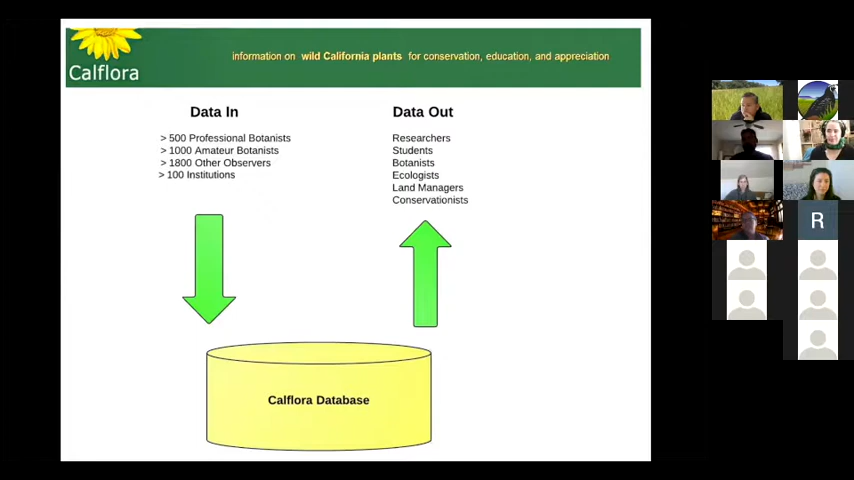 information on wild California plants for conservation, education, and appreciation
Calflora
Data In
> 500 Professional Botanists
> 1000 Amateur Botanists
> 1800 Other Observers
> 100 Institutions
Data Out
Researchers
Students
Botanists
Ecologists
Land Managers
Conservationists
Calflora Database
R